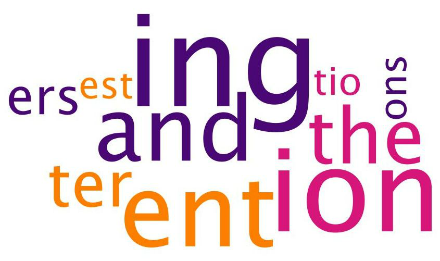 ing
ers
est
tio
ons
and
the
ter
ent
ion